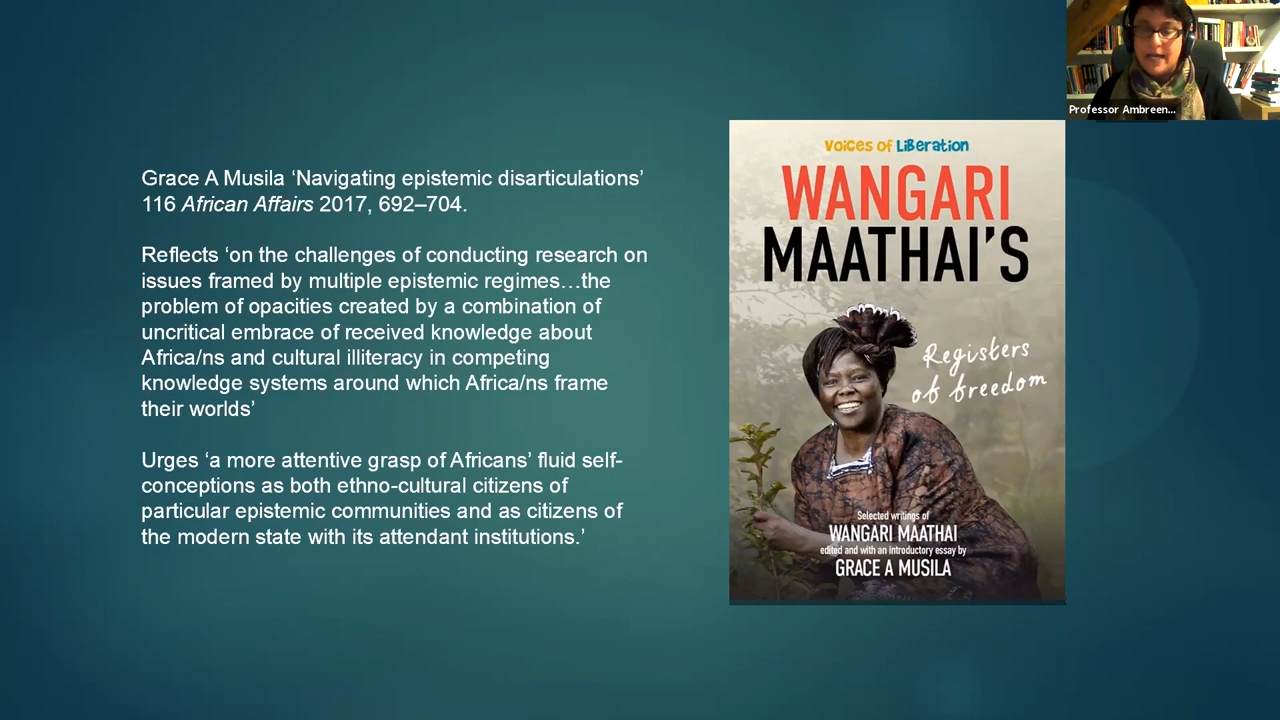 Professor Ambreen...
Grace A Musila ‘Navigating epistemic disarticulations’
116 African Affairs 2017, 692–704.
Reflects ‘on the challenges of conducting research on
issues framed by multiple epistemic regimes…the
problem of opacities created by a combination of
uncritical embrace of received knowledge about
Africa/ns and cultural illiteracy in competing
knowledge systems around which Africa/ns frame
their worlds’
Urges ‘a more attentive grasp of Africans’ fluid self-
conceptions as both ethno-cultural citizens of
particular epistemic communities and as citizens of
the modern state with its attendant institutions.’
Voices of LiBeration
WANGARI
MAATHAI’S
Registers
of freedom
Selected writings of
WANGARI MAATHAI
edited and with an introductory essay by
GRACE A MUSILA